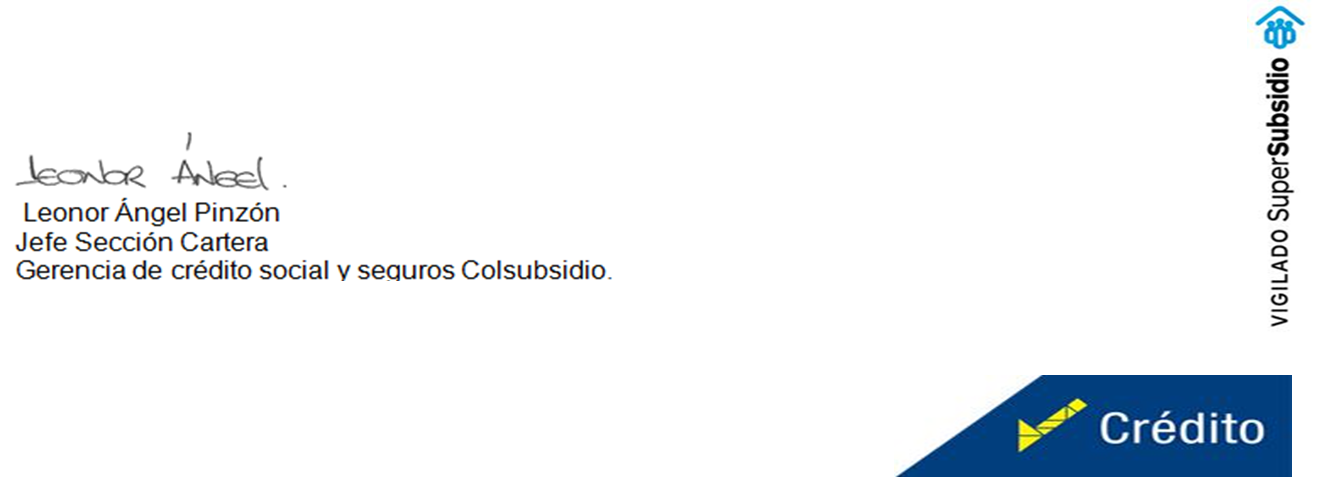 Leonor Ángel.
Leonor Ángel Pinzón
Jefe Sección Cartera
Gerencia de crédito social y seguros Colsubsidio.
VIGILADO SuperSubsidio
Crédito